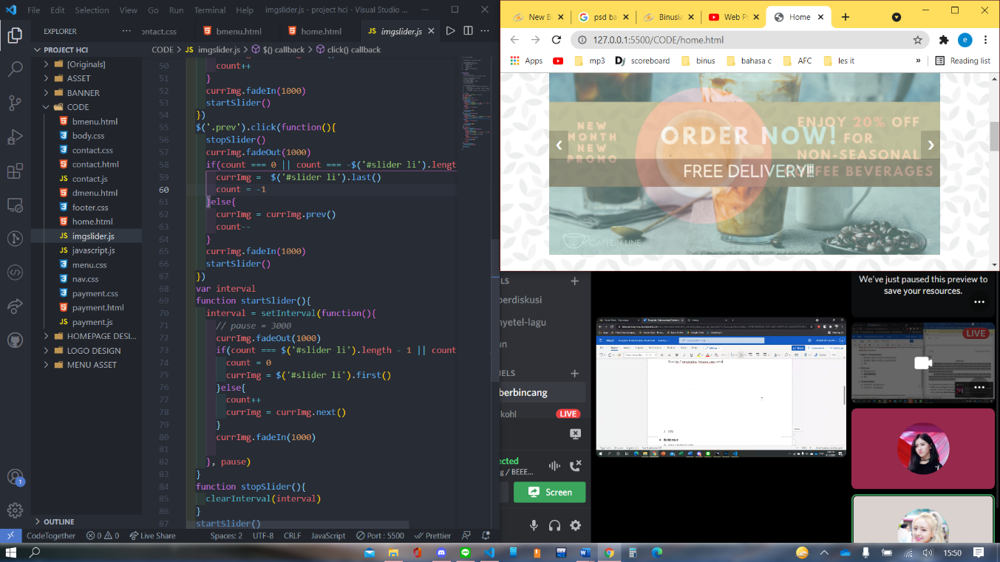 File Edit Selection View Go Run Terminal Help imgslider.js - project hci - Visual Studio ...
EXPLORER
contact.css bmenu.html home.html imgslider.js
PROJECT HCI
[Originals]
ASSET
BANNER
CODE
bmenu.html
body.css
contact.css
contact.html
contact.js
dmenu.html
footer.css
home.html
imgslider.js
javascript.js
menu.css
nav.css
payment.css
payment.html
payment.js
HOMEPAGE DESI...
LOGO DESIGN
MENU ASSET
OUTLINE
CODE > JS imgslider.js > $() callback > click() callback
50 count++
51 }
52 currImg.fadeIn(1000)
53 startSlider()
54 })
55 $('.prev').click(function(){
56 stopSlider()
57 currImg.fadeOut(1000)
58 if(count === 0 || count === -$('#slider li').lengt
59 currImg = $('#slider li').last()
60 count = -1
61 }else{
62 currImg = currImg.prev()
63 count--
64 }
65 currImg.fadeIn(1000)
66 startSlider()
67 })
68 var interval
69 function startSlider(){
70 interval = setInterval(function(){
71 // pause = 3000
currImg.fadeOut(1000)
if(count === $('#slider li').length - 1 || count
74 count = 0
75 currImg = $('#slider li').first()
76 }else{
77 count++
78 currImg = currImg.next()
79 }
80 currImg.fadeIn(1000)
81
82 }, pause)
83 }
84 function stopSlider(){
85 clearInterval(interval)
86 }
87 startSlider()
CodeTogether 0 0 Live Share Spaces: 2 UTF-8 CRLF JavaScript Port : 5500 Prettier
New B psd ba Binusia Web P Home
127.0.0.1:5500/CODE/home.html
e
Apps mp3 Dj scoreboard binus bahasa c AFC les it » Reading list
NEW
MONTH
NEW
PROMO
ORDER NOW!
FREE DELIVERY!!!
ENJOY 20% OFF
FOR
NON-SEASONAL
COFFEE BEVERAGES
CAFFEIN LINE
berdiskusi
nyetel-lagu
berbincang
kohl LIVE
Screen
We've just paused this preview to
save your resources.
LIVE
Reference
15:50